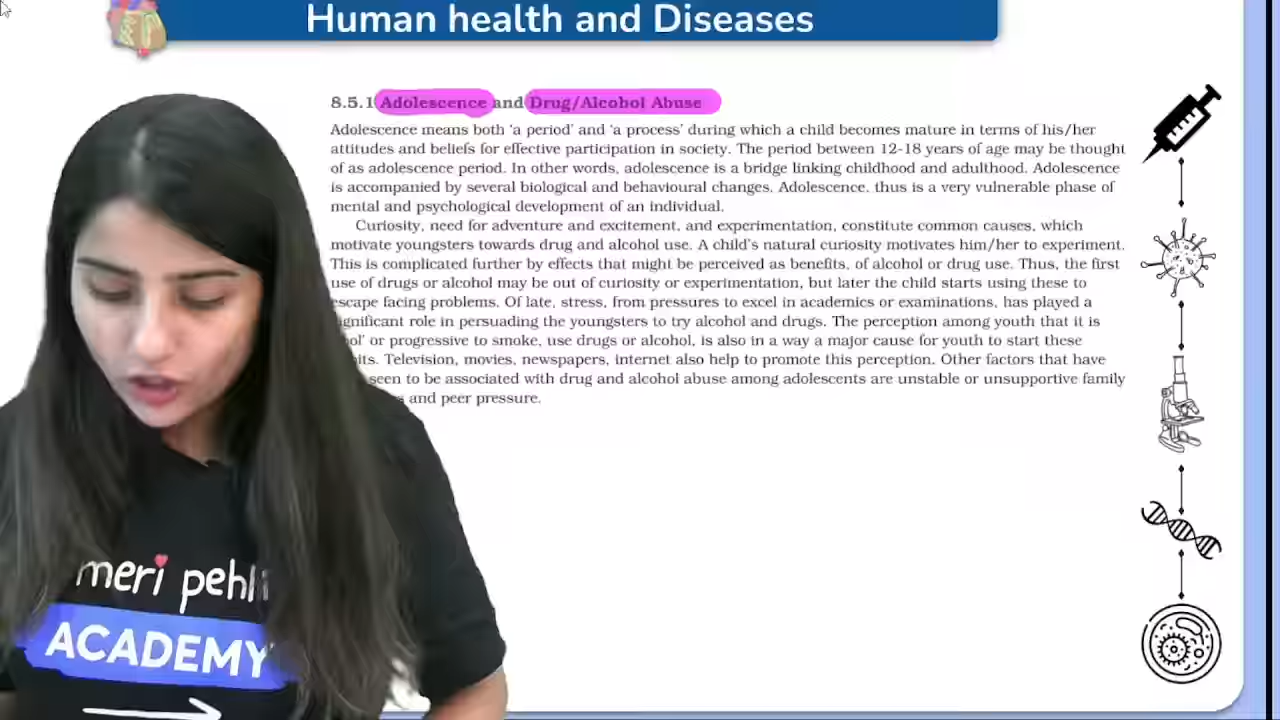 Human health and Diseases
8.5.1 Adolescence and Drug/Alcohol Abuse
Adolescence means both 'a period' and 'a process' during which a child becomes mature in terms of his/her
attitudes and beliefs for effective participation in society. The period between 12-18 years of age may be thought
of as adolescence period. In other words, adolescence is a bridge linking childhood and adulthood. Adolescence
is accompanied by several biological and behavioural changes. Adolescence, thus is a very vulnerable phase of
mental and psychological development of an individual.
Curiosity, need for adventure and excitement, and experimentation, constitute common causes, which
motivate youngsters towards drug and alcohol use. A child's natural curiosity motivates him/her to experiment.
This is complicated further by effects that might be perceived as benefits, of alcohol or drug use. Thus, the first
use of drugs or alcohol may be out of curiosity or experimentation, but later the child starts using these to
escape facing problems. Of late, stress, from pressures to excel in academics or examinations, has played a
significant role in persuading the youngsters to try alcohol and drugs. The perception among youth that it is
or progressive to smoke, use drugs or alcohol, is also in a way a major cause for youth to start these
Television, movies, newspapers, internet also help to promote this perception. Other factors that have
seen to be associated with drug and alcohol abuse among adolescents are unstable or unsupportive family
and peer pressure.
meri pehli
ACADEMY